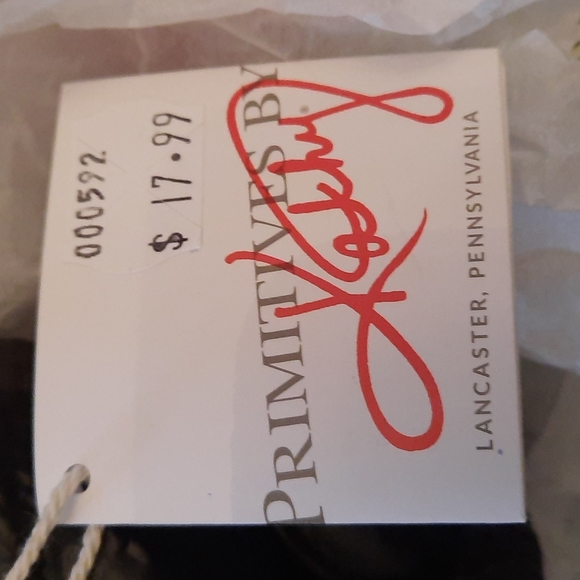 000592
$ 17.99
PRIMITIVES BY
Kathy
LANCASTER, PENNSYLVANIA